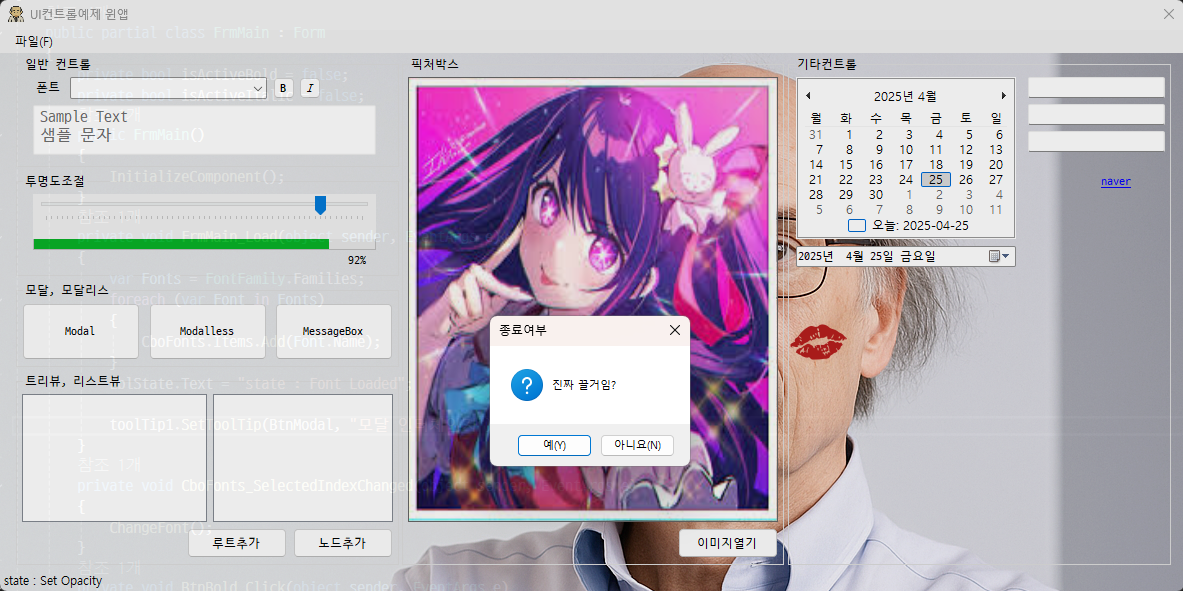 UI컨트롤예제 윈앱
public partial class FrmMain : Form
파일(F)
일반 컨트롤
private bool isActiveBold = false;
폰트
B
I
Sample Text
샘플 문자
FrmMain()
{
InitializeComponent();
투명도조절
private void FrmMain_Load(object sender,
{
92%
var Fonts = FontFamily.Families;
모달, 모달리스
foreach (var Font in Fonts)
{
Modal
Modalless
MessageBox
CboFonts.Items.Add(Font.Name);
}
트리뷰, 리스트뷰
State.Text = "state : Font Loaded";
toolTip1.SetToolTip(BtnModal, "모달
}
참조 1개
private void CboFonts_SelectedIndexChanged
{
ChangeFont();
루트추가
노드추가
참조 1개
private void BtnBold_Click(object sender, EventArgs e)
state : Set Opacity
픽처박스
종료여부
진짜 끌거임?
예(Y)
아니요(N)
이미지열기
기타컨트롤
2025년 4월
월 화 수 목 금 토 일
31 1 2 3 4 5 6
7 8 9 10 11 12 13
14 15 16 17 18 19 20
21 22 23 24 25 26 27
28 29 30 1 2 3 4
5 6 7 8 9 10 11
오늘: 2025-04-25
2025년 4월 25일 금요일
naver